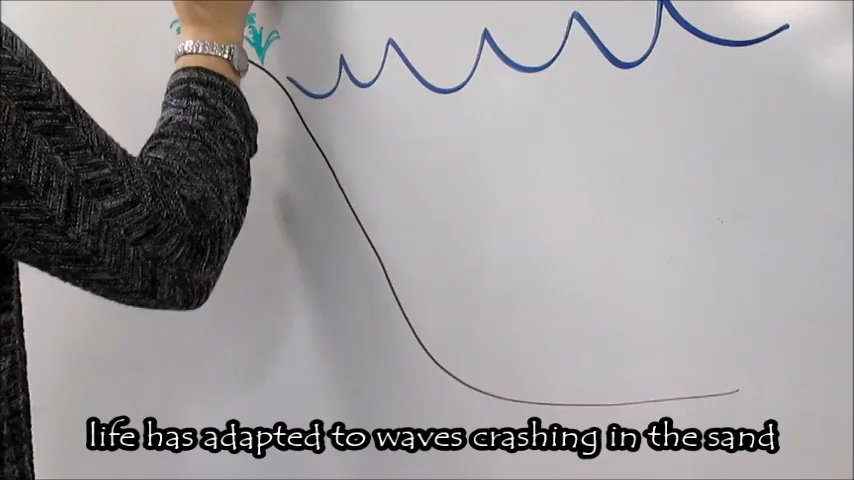 life has adapted to waves crashing in the sand